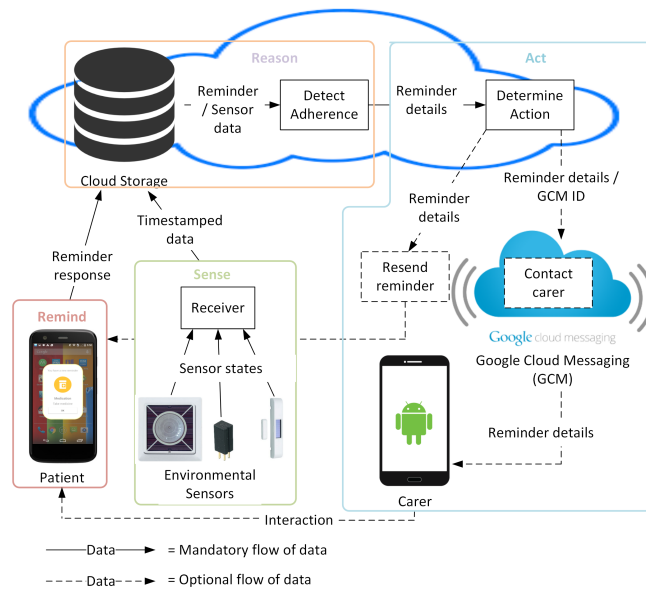 Reason
Act
Reminder
/ Sensor
data
Detect
Adherence
Reminder
details
Determine
Action
Cloud Storage
Timestamped
data
Reminder
details
Reminder details /
GCM ID
Reminder
response
Sense
Receiver
Resend
reminder
Contact
carer
Remind
Google cloud messaging
Google Cloud Messaging
(GCM)
Sensor states
Reminder details
Patient
Environmental
Sensors
Carer
Interaction
Data
= Mandatory flow of data
Data
= Optional flow of data